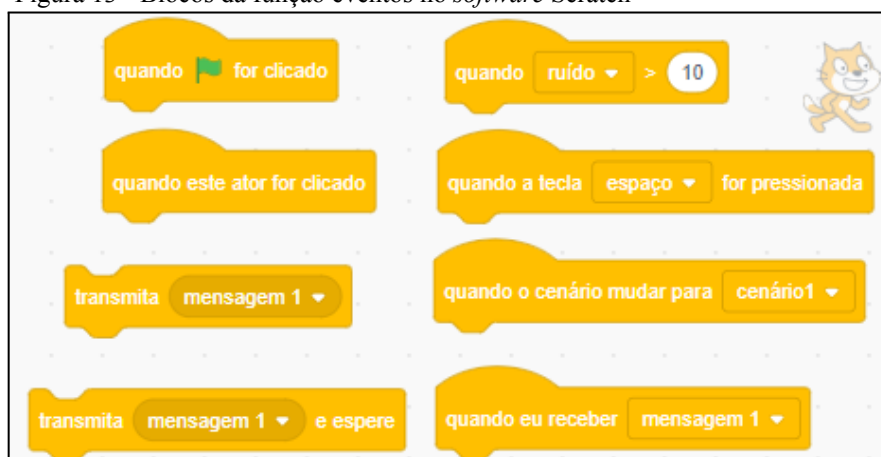 Figura 15 - Blocos da função eventos no software Scratch
quando for clicado
quando ruído > 10
quando este ator for clicado
quando a tecla espaço for pressionada
transmita mensagem 1
quando o cenário mudar para cenário1
transmita mensagem 1 e espere
quando eu receber mensagem 1